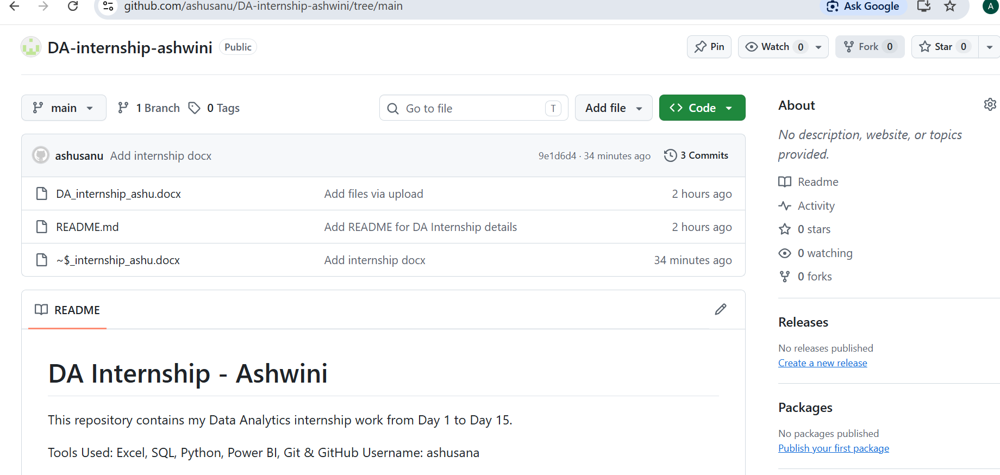 github.com/ashusanu/DA-internship-ashwini/tree/main
Ask Google
A
DA-internship-ashwini Public
Pin
Watch 0
Fork 0
Star 0
main
1 Branch
0 Tags
Go to file T
Add file
Code
ashusanu Add internship docx 9e1d6d4 · 34 minutes ago 3 Commits
DA_internship_ashu.docx Add files via upload 2 hours ago
README.md Add README for DA Internship details 2 hours ago
~$_internship_ashu.docx Add internship docx 34 minutes ago
README
DA Internship - Ashwini
This repository contains my Data Analytics internship work from Day 1 to Day 15.
Tools Used: Excel, SQL, Python, Power BI, Git & GitHub Username: ashusana
About
No description, website, or topics
provided.
Readme
Activity
0 stars
0 watching
0 forks
Releases
No releases published
Create a new release
Packages
No packages published
Publish your first package